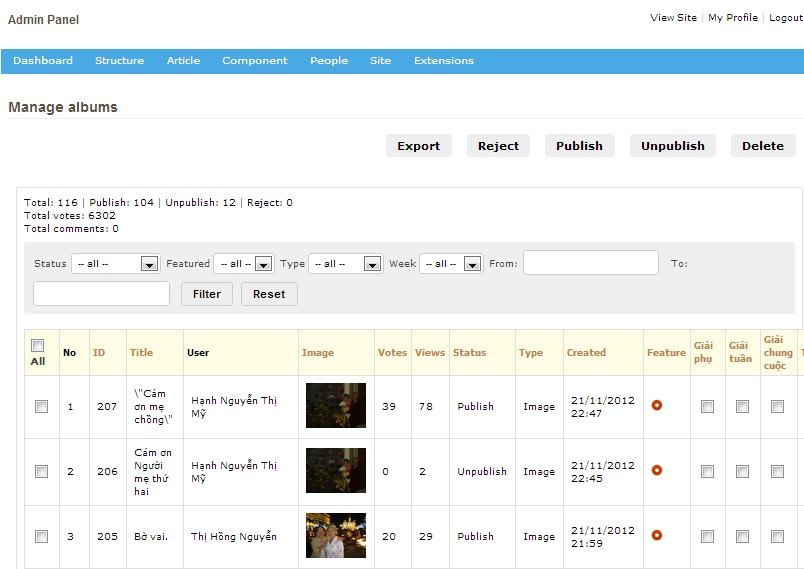 Admin Panel
View Site | My Profile | Logout
Dashboard Structure Article Component People Site Extensions
Manage albums
Export Reject Publish Unpublish Delete
Total: 116 | Publish: 104 | Unpublish: 12 | Reject: 0
Total votes: 6302
Total comments: 0
Status -- all -- Featured -- all -- Type -- all -- Week -- all -- From: To:
Filter Reset
All No ID Title User Image Votes Views Status Type Created Feature Giải phụ Giải tuần Giải chung cuộc
1 207 \"Cảm ơn mẹ chồng\" Hạnh Nguyễn Thị Mỹ 39 78 Publish Image 21/11/2012 22:47
2 206 Cám ơn Người mẹ thứ hai Hạnh Nguyễn Thị Mỹ 0 2 Unpublish Image 21/11/2012 22:45
3 205 Bờ vai. Thị Hồng Nguyễn 20 29 Publish Image 21/11/2012 21:59